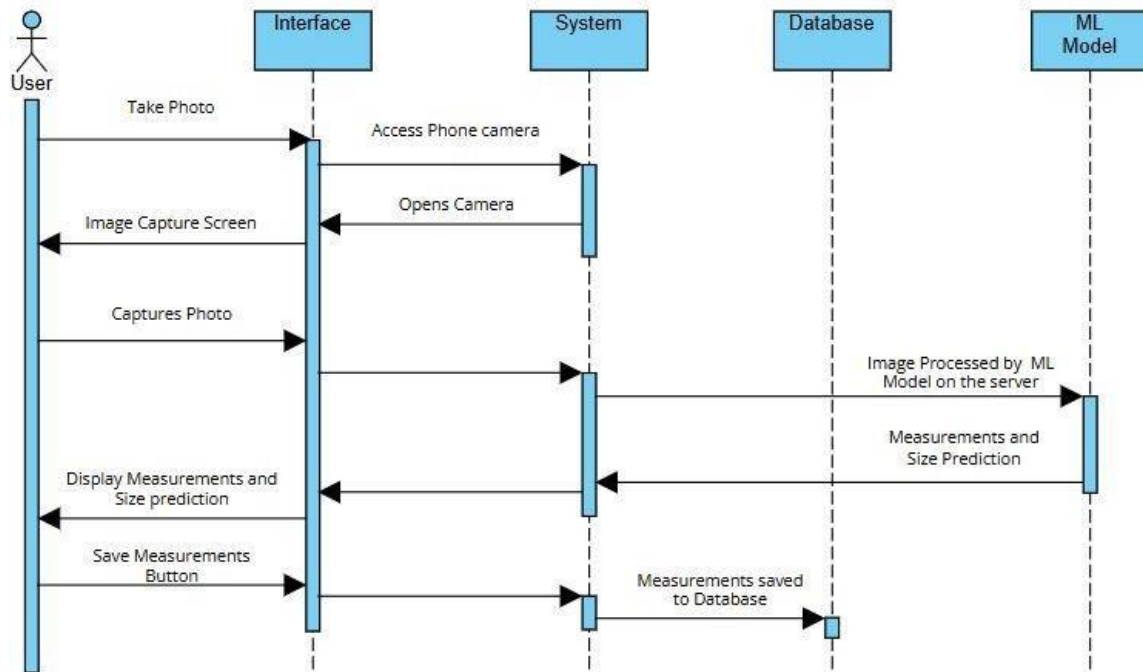 Interface
System
Database
ML
Model
User
Take Photo
Access Phone camera
Opens Camera
Image Capture Screen
Captures Photo
Image Processed by ML
Model on the server
Measurements and
Size Prediction
Display Measurements and
Size prediction
Save Measurements
Button
Measurements saved
to Database